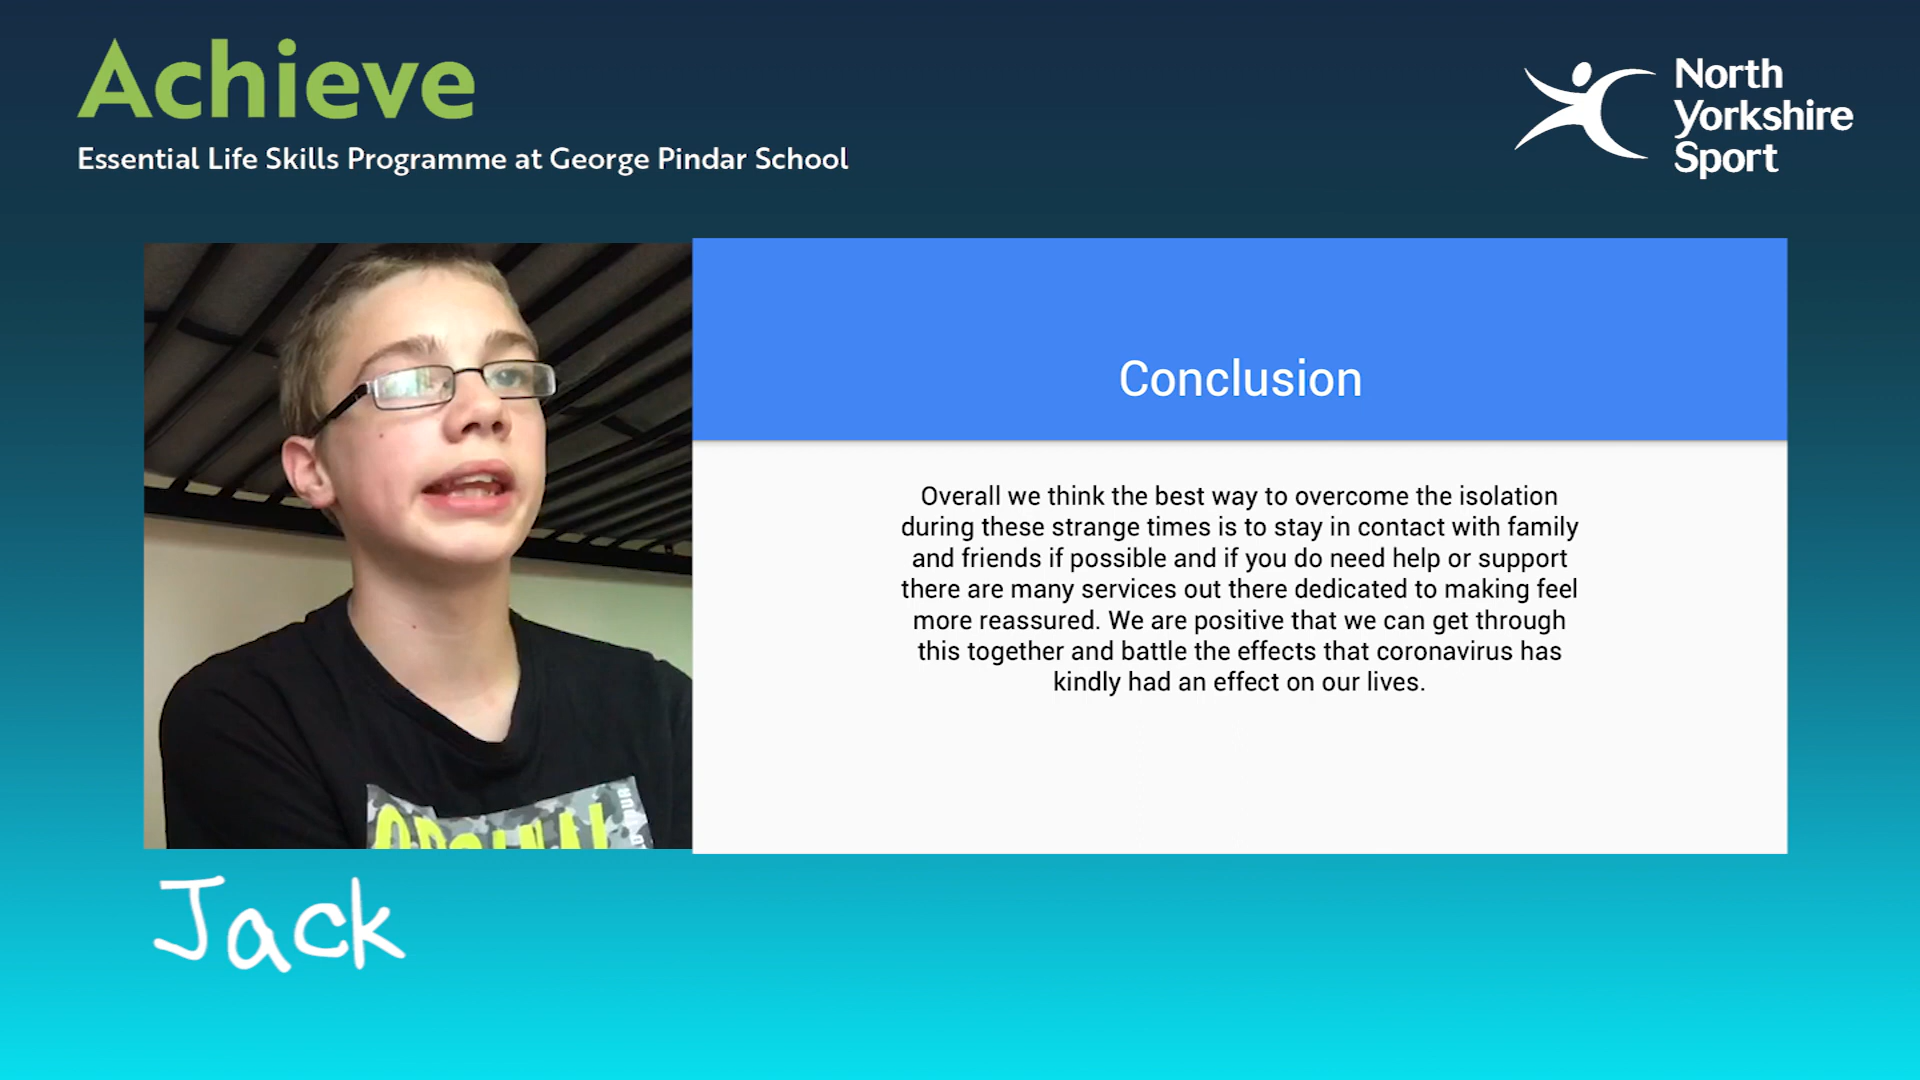 Achieve
Essential Life Skills Programme at George Pindar School
North
Yorkshire
Sport
Conclusion
Overall we think the best way to overcome the isolation
during these strange times is to stay in contact with family
and friends if possible and if you do need help or support
there are many services out there dedicated to making feel
more reassured. We are positive that we can get through
this together and battle the effects that coronavirus has
kindly had an effect on our lives.
Jack